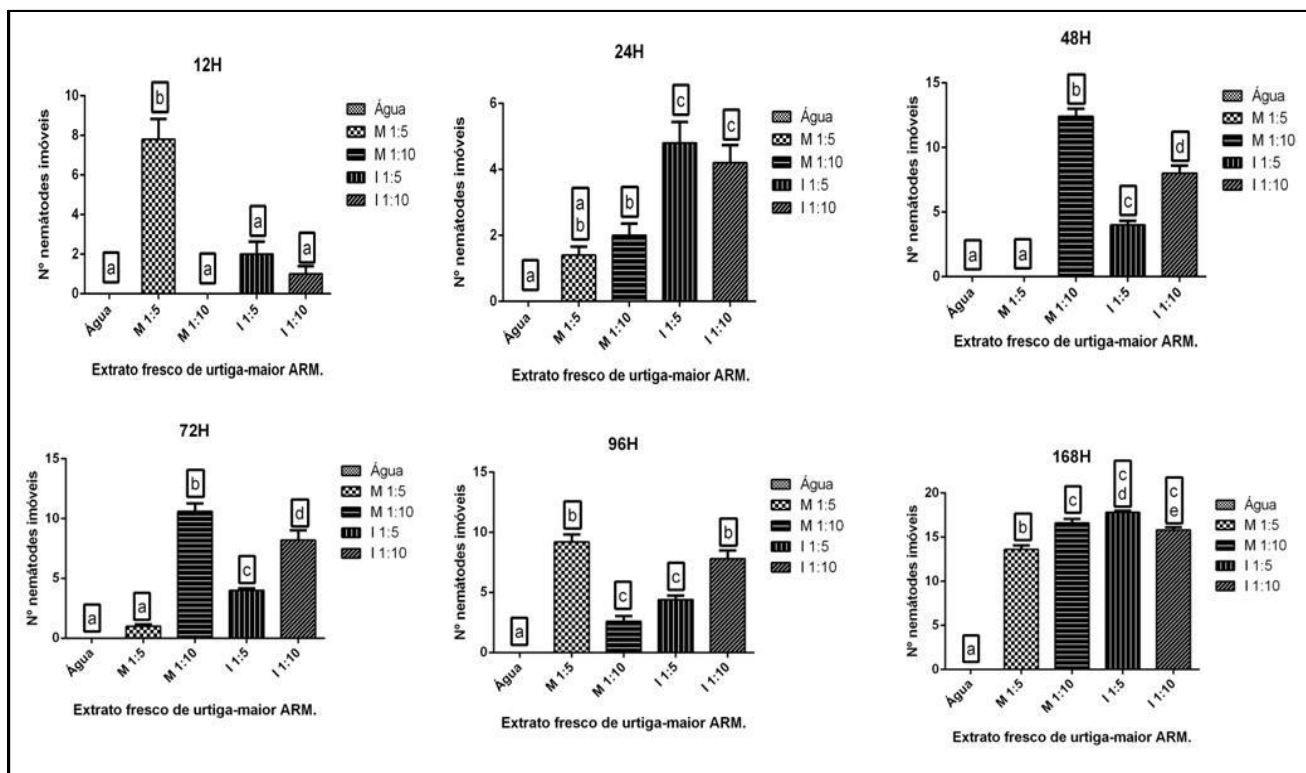 12H
Nº nemátodes imóveis
10
8
6
4
2
0
b
a
a
a
a
Água
M 1:5
M 1:10
I 1:5
I 1:10
Extrato fresco de urtiga-maior ARM.
Água
M 1:5
M 1:10
I 1:5
I 1:10
24H
Nº nemátodes imóveis
6
4
2
0
a
a
b
b
c
c
Água
M 1:5
M 1:10
I 1:5
I 1:10
Extrato fresco de urtiga-maior ARM.
Água
M 1:5
M 1:10
I 1:5
I 1:10
48H
Nº nemátodes imóveis
15
10
5
0
a
a
b
c
d
Água
M 1:5
M 1:10
I 1:5
I 1:10
Extrato fresco de urtiga-maior ARM.
Água
M 1:5
M 1:10
I 1:5
I 1:10
72H
Nº nemátodes imóveis
15
10
5
0
a
a
b
c
d
Água
M 1:5
M 1:10
I 1:5
I 1:10
Extrato fresco de urtiga-maior ARM.
Água
M 1:5
M 1:10
I 1:5
I 1:10
96H
Nº nemátodes imóveis
15
10
5
0
a
b
c
c
b
Água
M 1:5
M 1:10
I 1:5
I 1:10
Extrato fresco de urtiga-maior ARM.
Água
M 1:5
M 1:10
I 1:5
I 1:10
168H
Nº nemátodes imóveis
20
15
10
5
0
a
b
c
c
d
c
e
Água
M 1:5
M 1:10
I 1:5
I 1:10
Extrato fresco de urtiga-maior ARM.
Água
M 1:5
M 1:10
I 1:5
I 1:10